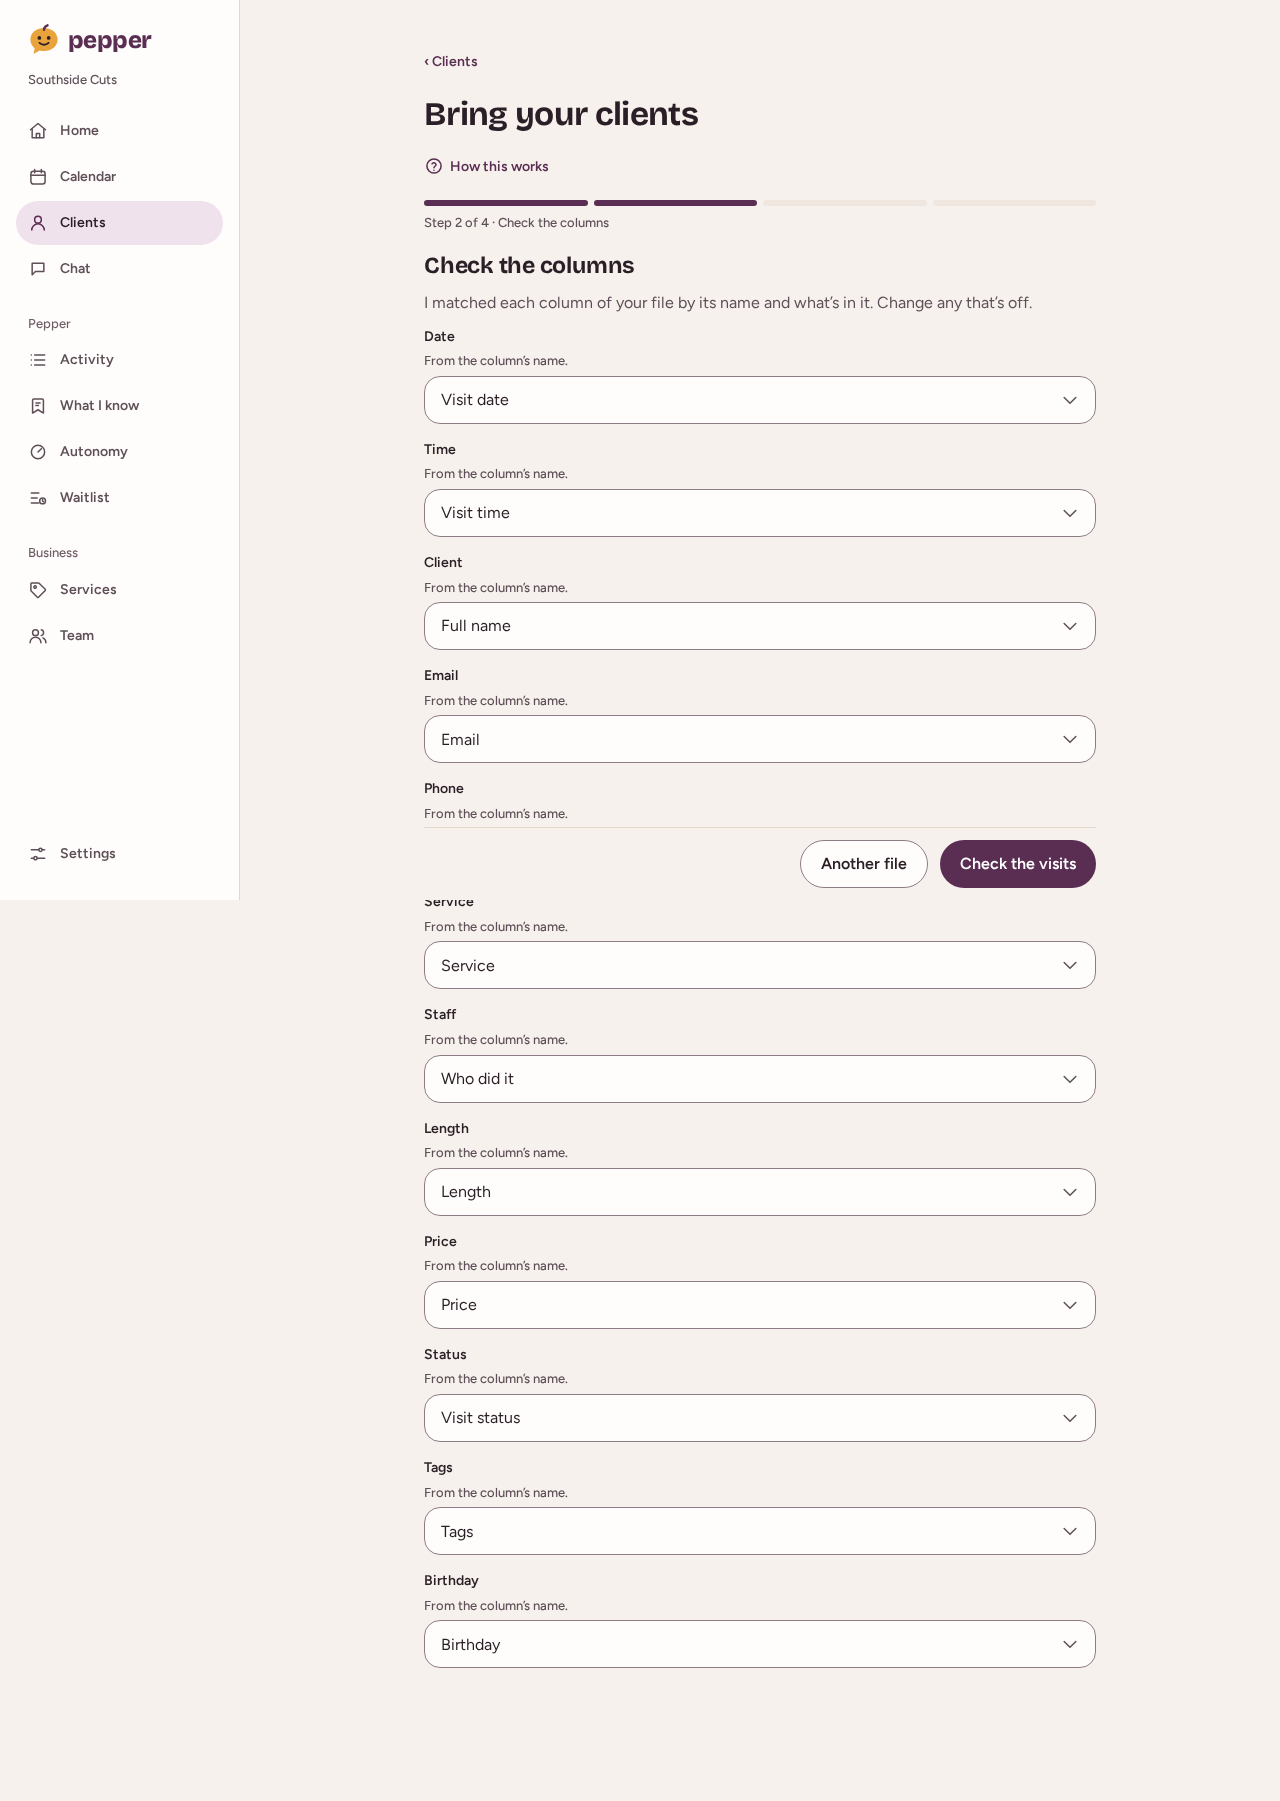 pepper
Southside Cuts
Home
Calendar
Clients
Chat
Pepper
Activity
What I know
Autonomy
Waitlist
Business
Services
Team
Settings
‹ Clients
Bring your clients
How this works
Step 2 of 4 · Check the columns
Check the columns
I matched each column of your file by its name and what’s in it. Change any that’s off.
Date
From the column’s name.
Visit date
Time
From the column’s name.
Visit time
Client
From the column’s name.
Full name
Email
From the column’s name.
Email
Phone
From the column’s name.
Another file
Check the visits
Service
From the column’s name.
Service
Staff
From the column’s name.
Who did it
Length
From the column’s name.
Length
Price
From the column’s name.
Price
Status
From the column’s name.
Visit status
Tags
From the column’s name.
Tags
Birthday
From the column’s name.
Birthday